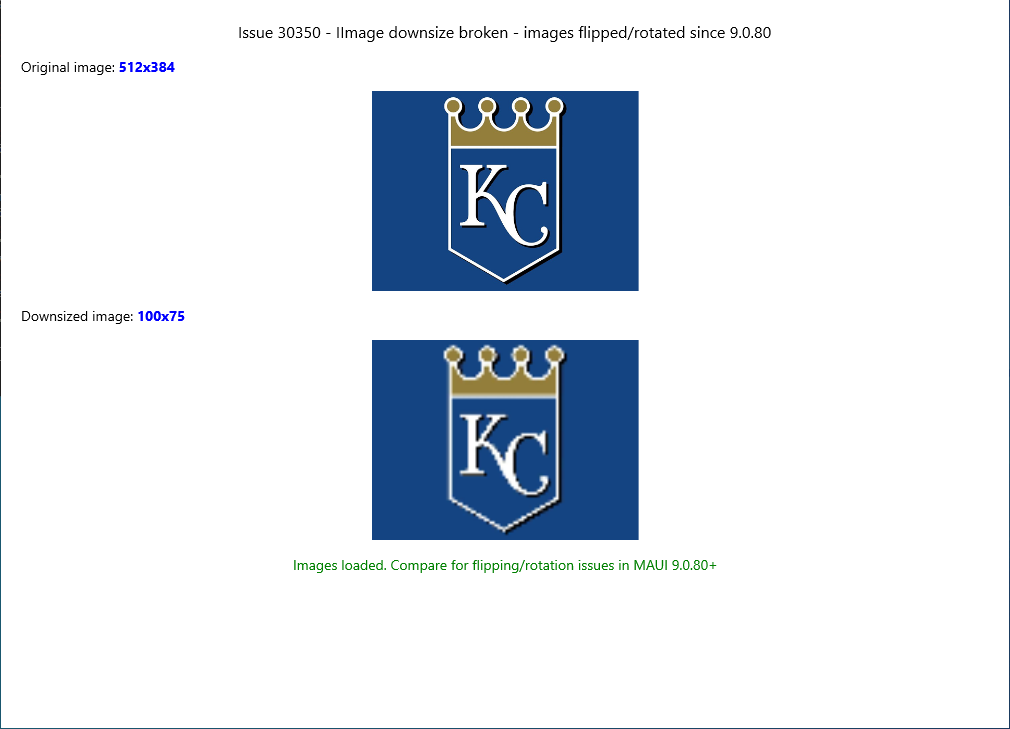 Issue 30350 - IImage downsize broken - images flipped/rotated since 9.0.80
Original image: 512x384
KC
Downsized image: 100x75
KC
Images loaded. Compare for flipping/rotation issues in MAUI 9.0.80+